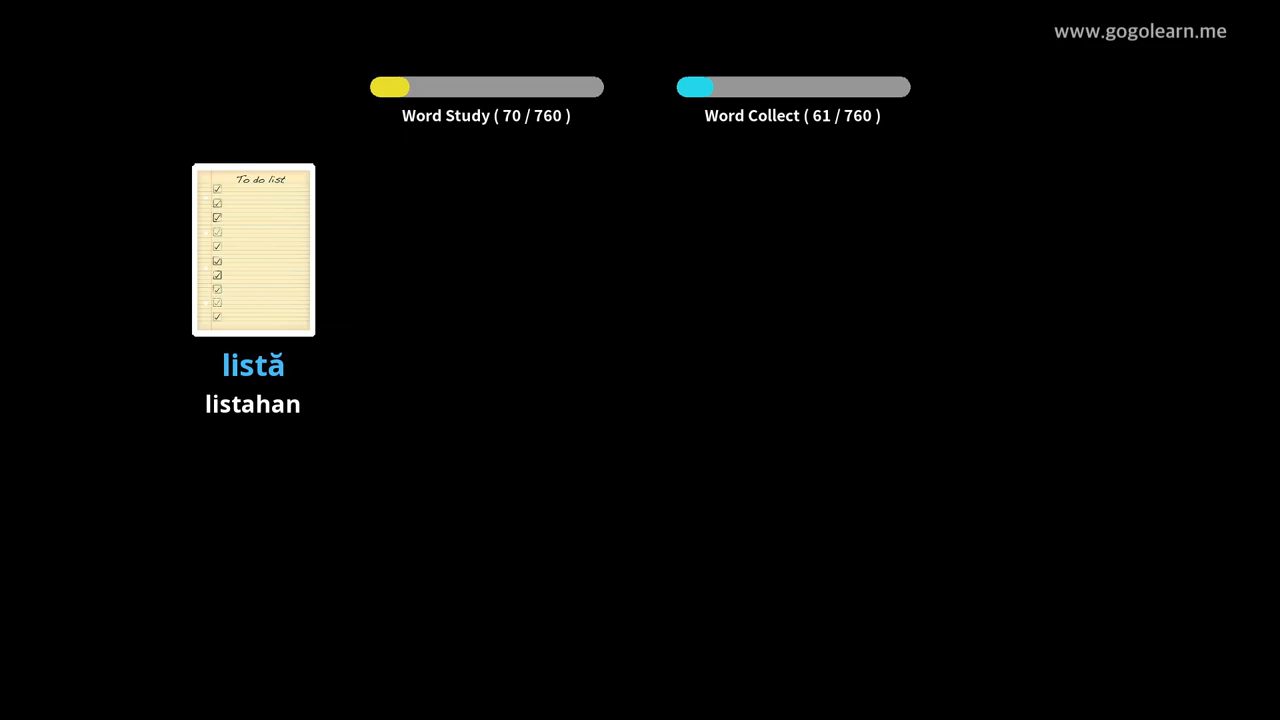 www.gogolearn.me
Word Study ( 70 / 760 )
Word Collect ( 61 / 760 )
To do list
listă
listahan